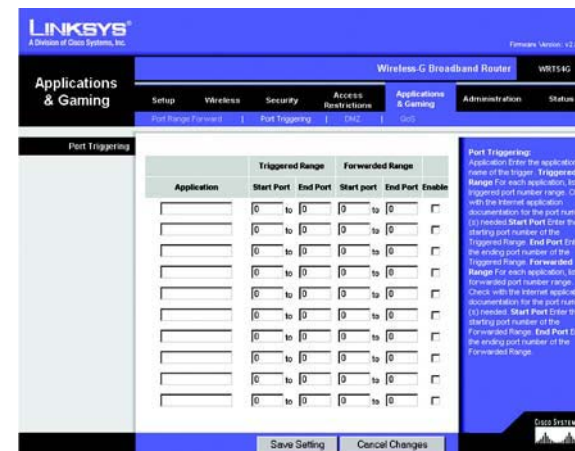 LINKSYS®
A Division of Cisco Systems, Inc.
Firmware Version: v2.
Wireless-G Broadband Router WRT54G
Applications & Gaming
Setup Wireless Security Access Restrictions Applications & Gaming Administration Status
Port Range Forward | Port Triggering | DMZ | QoS
Port Triggering
Triggered Range Forwarded Range
Application Start Port End Port Start port End Port Enable
0 to 0 0 to 0
0 to 0 0 to 0
0 to 0 0 to 0
0 to 0 0 to 0
0 to 0 0 to 0
0 to 0 0 to 0
0 to 0 0 to 0
0 to 0 0 to 0
0 to 0 0 to 0
0 to 0 0 to 0
Port Triggering:
Application Enter the application
name of the trigger. Triggered
Range For each application, lis
triggered port number range. C
with the Internet application
documentation for the port num
(s) needed. Start Port Enter the
starting port number of the
Triggered Range. End Port Ent
the ending port number of the
Triggered Range. Forwarded
Range For each application, lis
forwarded port number range.
Check with the Internet applica
documentation for the port num
(s) needed. Start Port Enter th
starting port number of the
Forwarded Range. End Port E
the ending port number of the
Forwarded Range.
Save Setting Cancel Changes
CISCO SYSTEM